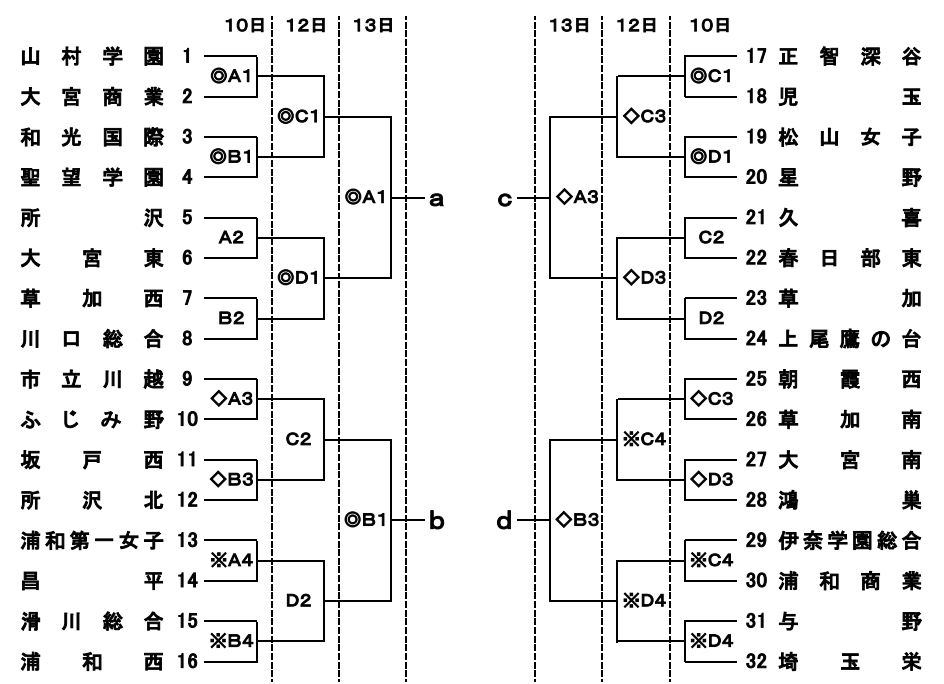 10日 12日 13日 13日 12日 10日
山村学園 1 17 正智深谷
◎A1 ◎C1
大宮商業 2 18 児玉
◎C1 ◇C3
和光国際 3 19 松山女子
◎B1 ◎D1
聖望学園 4 20 星野
◎A1 a c ◇A3
所沢 5 21 久喜
A2 C2
大宮東 6 22 春日部東
◎D1 ◇D3
草加西 7 23 草加
B2 D2
川口総合 8 24 上尾鷹の台
市立川越 9 25 朝霞西
◇A3 ◇C3
ふじみ野 10 26 草加南
C2 ※C4
坂戸西 11 27 大宮南
◇B3 ◇D3
所沢北 12 28 鴻巣
◎B1 b d ◇B3
浦和第一女子 13 29 伊奈学園総合
※A4 ※C4
昌平 14 30 浦和商業
D2 ※D4
滑川総合 15 31 与野
※B4 ※D4
浦和西 16 32 埼玉栄